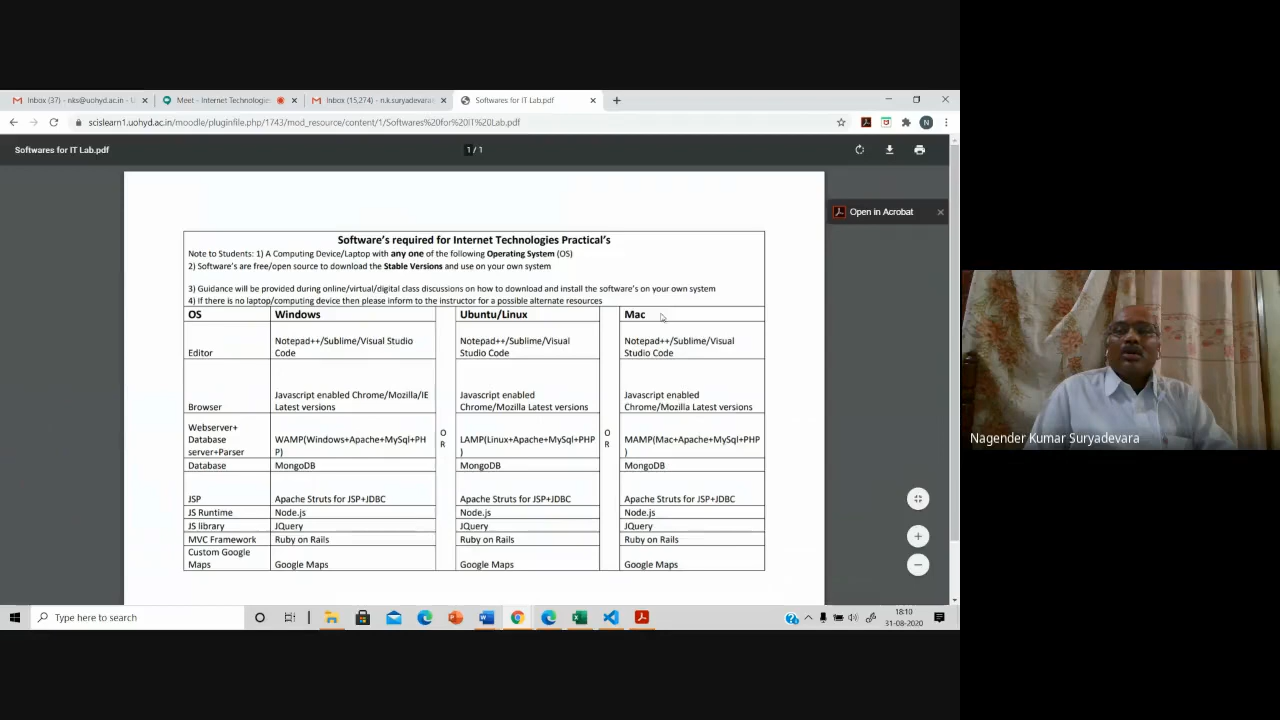 Inbox (37) - nks@uohyd.ac.in - U
Meet - Internet Technologies
Inbox (15,274) - n.k.suryadevara
Softwares for IT Lab.pdf
scislearn1.uohyd.ac.in/moodle/pluginfile.php/1743/mod_resource/content/1/Softwares%20for%20IT%20Lab.pdf
N
Softwares for IT Lab.pdf
1 / 1
Open in Acrobat
Software's required for Internet Technologies Practical's
Note to Students: 1) A Computing Device/Laptop with any one of the following Operating System (OS)
2) Software's are free/open source to download the Stable Versions and use on your own system
3) Guidance will be provided during online/virtual/digital class discussions on how to download and install the software's on your own system
4) If there is no laptop/computing device then please inform to the instructor for a possible alternate resources
OS Windows Ubuntu/Linux Mac
Notepad++/Sublime/Visual Studio Notepad++/Sublime/Visual Notepad++/Sublime/Visual
Editor Code Studio Code Studio Code
Javascript enabled Chrome/Mozilla/IE Javascript enabled Javascript enabled
Browser Latest versions Chrome/Mozilla Latest versions Chrome/Mozilla Latest versions
Webserver+
Database WAMP(Windows+Apache+MySql+PH O LAMP(Linux+Apache+MySql+PHP O MAMP(Mac+Apache+MySql+PHP
server+Parser P) R ) R )
Database MongoDB MongoDB MongoDB
JSP Apache Struts for JSP+JDBC Apache Struts for JSP+JDBC Apache Struts for JSP+JDBC
JS Runtime Node.js Node.js Node.js
JS library JQuery JQuery JQuery
MVC Framework Ruby on Rails Ruby on Rails Ruby on Rails
Custom Google
Maps Google Maps Google Maps Google Maps
Type here to search
18:10
31-08-2020
Nagender Kumar Suryadevara